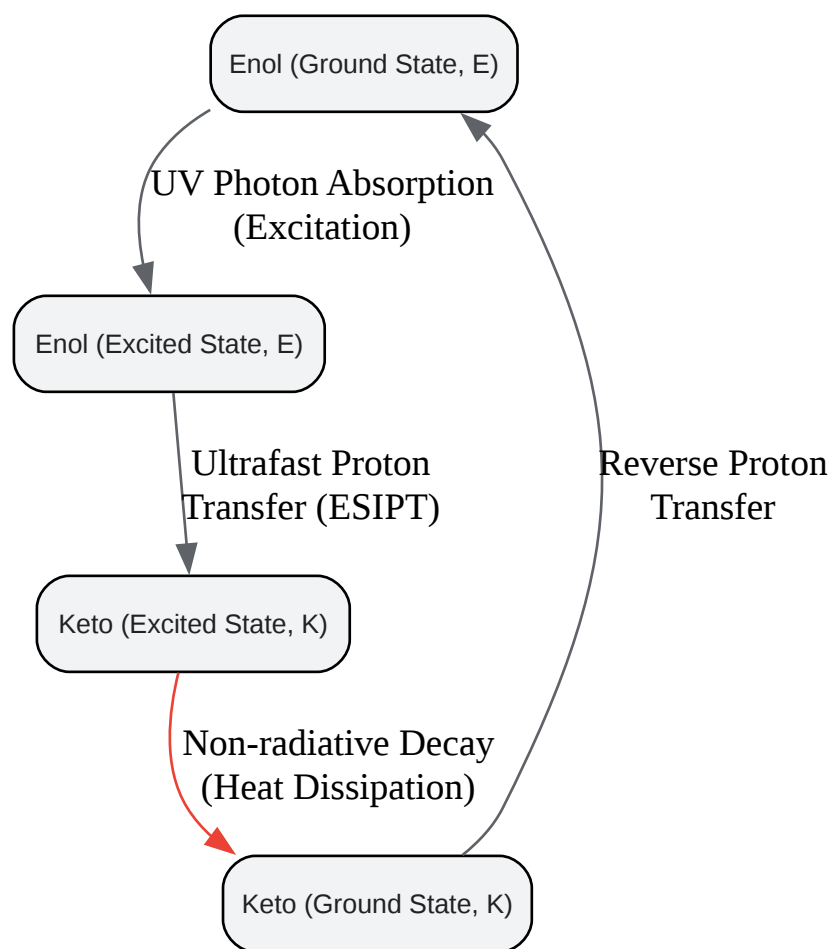 Enol (Ground State, E)
UV Photon Absorption
(Excitation)
Enol (Excited State, E)
Ultrafast Proton
Transfer (ESIPT)
Reverse Proton
Transfer
Keto (Excited State, K)
Non-radiative Decay
(Heat Dissipation)
Keto (Ground State, K)